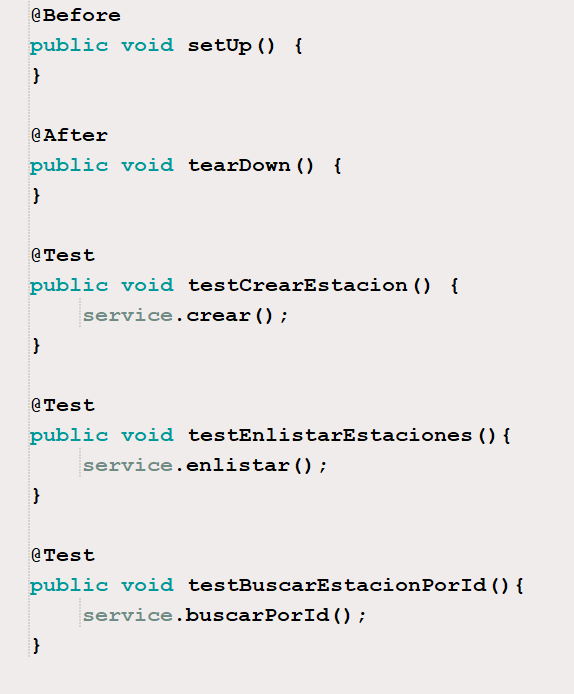 @Before
public void setUp() {
}
@After
public void tearDown() {
}
@Test
public void testCrearEstacion() {
service.crear();
}
@Test
public void testEnlistarEstaciones(){
service.enlistar();
}
@Test
public void testBuscarEstacionPorId(){
service.buscarPorId();
}